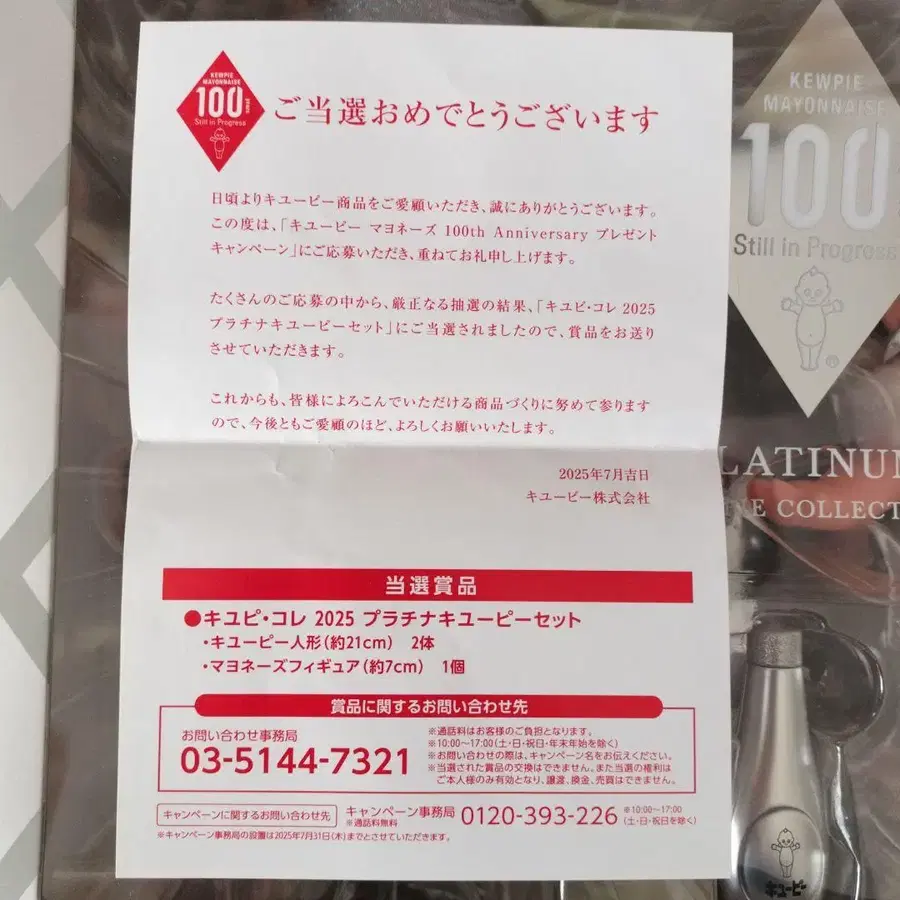 KEWPIE
MAYONNAISE
100 years
Still in Progress
ご当選おめでとうございます
日頃よりキユーピー商品をご愛顧いただき、誠にありがとうございます。
この度は、「キユーピー マヨネーズ 100th Anniversary プレゼント
キャンペーン」にご応募いただき、重ねてお礼申し上げます。
たくさんのご応募の中から、厳正なる抽選の結果、「キユピ・コレ 2025
プラチナキユーピーセット」にご当選されましたので、賞品をお送り
させていただきます。
これからも、皆様によろこんでいただける商品づくりに努めて参ります
ので、今後ともご愛顧のほど、よろしくお願いいたします。
2025年7月吉日
キユーピー株式会社
当選賞品
●キユピ・コレ 2025 プラチナキユーピーセット
・キユーピー人形(約21cm) 2体
・マヨネーズフィギュア(約7cm) 1個
賞品に関するお問い合わせ先
お問い合わせ事務局
03-5144-7321
※通話料はお客様のご負担となります。
※10:00〜17:00(土・日・祝日・年末年始を除く)
※お問い合わせの際は、キャンペーン名をお伝えください。
※当選された賞品の交換はできません。また当選の権利は
ご本人様のみ有効となり、譲渡、換金、売買はできません。
キャンペーンに関するお問い合わせ先
キャンペーン事務局
※通話料無料
0120-393-226
※10:00〜17:00
(土・日・祝日を除く)
※キャンペーン事務局の設置は2025年7月31日(木)までとさせていただきます。
KEWPIE
MAYONNAISE
100
Still in Progress
®
LATINUM
COLLECT
キユーピー